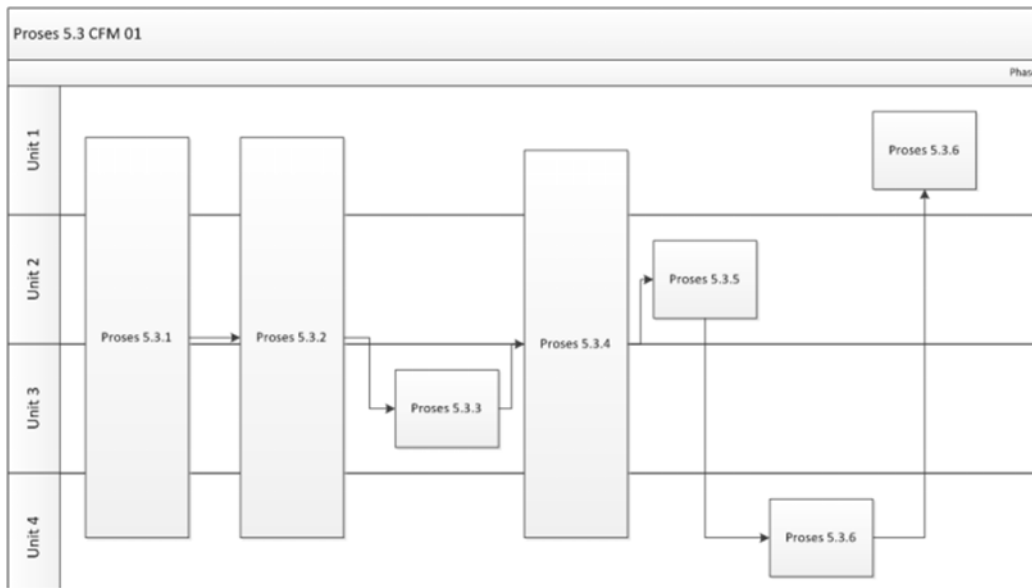 Proses 5.3 CFM 01
Phas
Unit 1
Proses 5.3.6
Unit 2
Proses 5.3.5
Proses 5.3.1
Proses 5.3.2
Proses 5.3.4
Unit 3
Proses 5.3.3
Unit 4
Proses 5.3.6